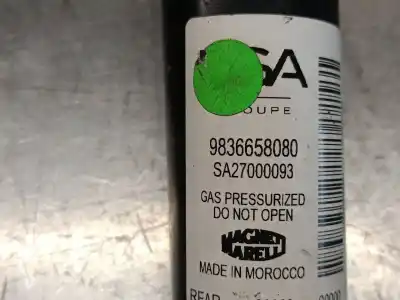 SA
OUPE
9836658080
SA27000093
GAS PRESSURIZED
DO NOT OPEN
MAGNETI
MARELLI
MADE IN MOROCCO
REAR